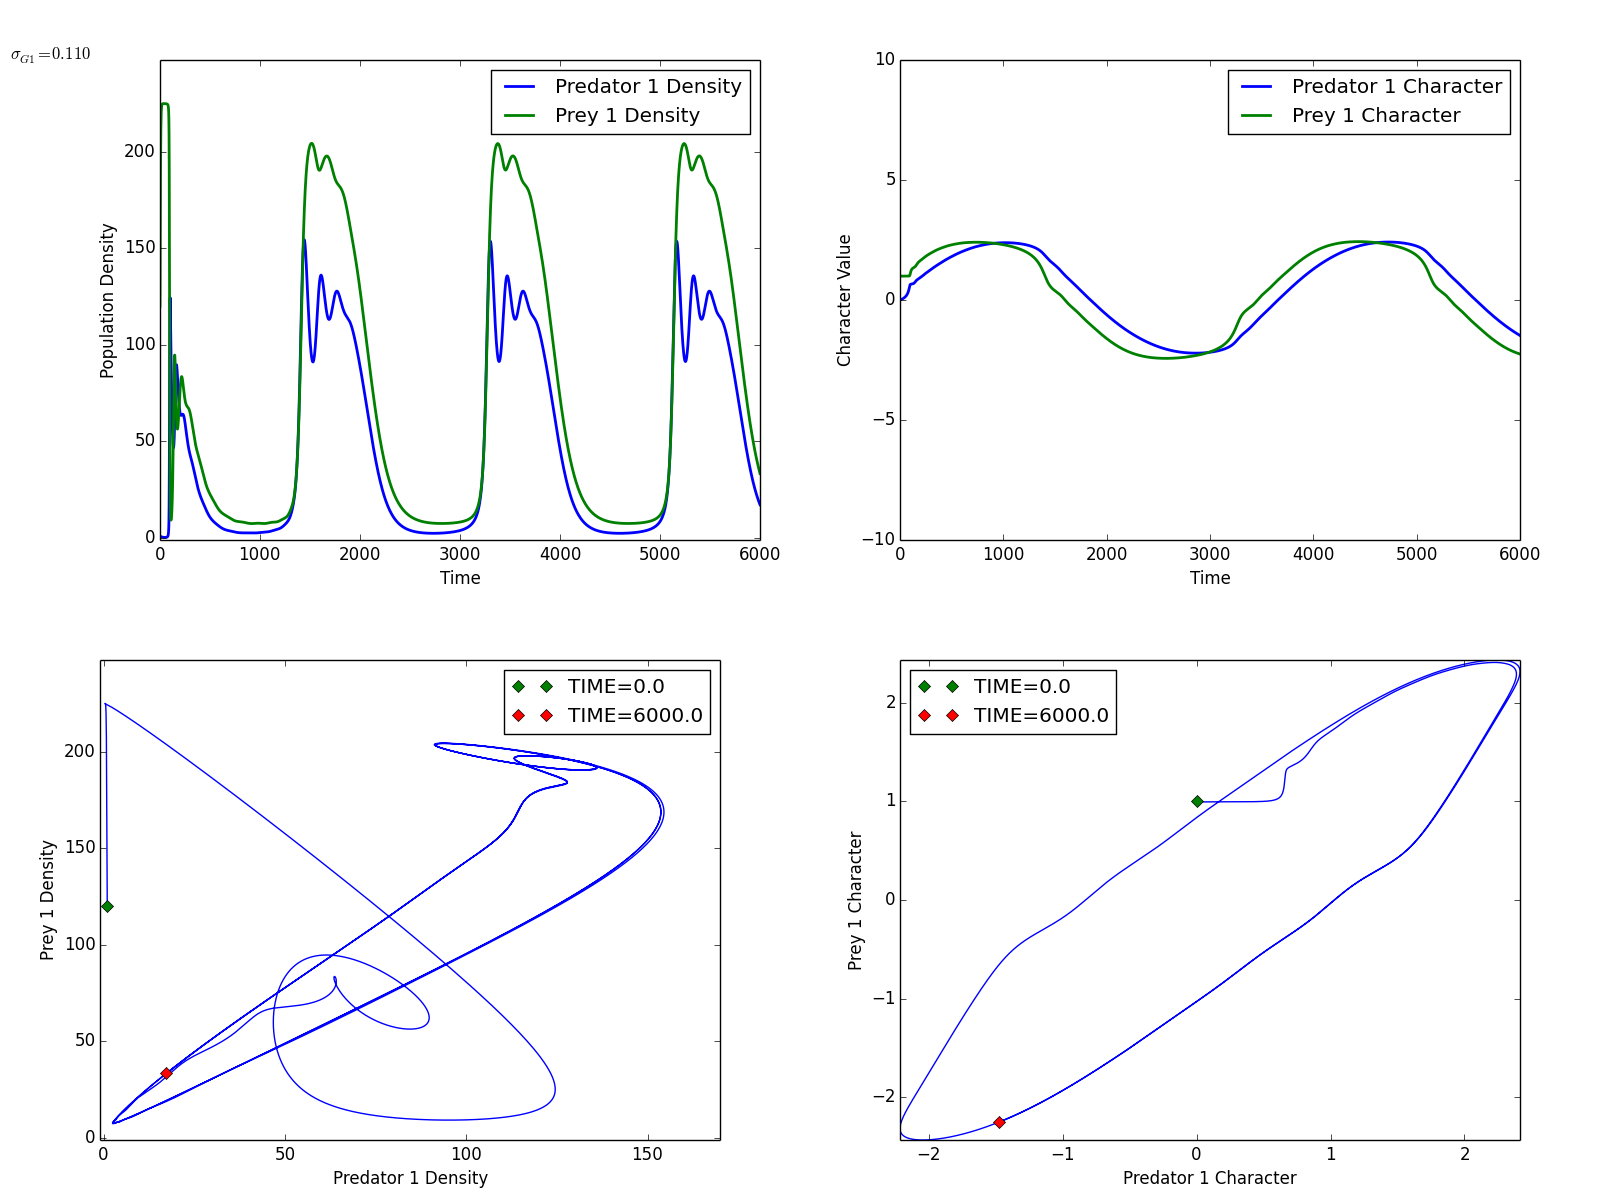 σ_{G1}=0.110
Predator 1 Density
Prey 1 Density
Population Density
200
150
100
50
0
0 1000 2000 3000 4000 5000 6000
Time
Predator 1 Character
Prey 1 Character
Character Value
10
5
0
−5
−10
0 1000 2000 3000 4000 5000 6000
Time
TIME=0.0
TIME=6000.0
Prey 1 Density
200
150
100
50
0
0 50 100 150
Predator 1 Density
TIME=0.0
TIME=6000.0
Prey 1 Character
2
1
0
−1
−2
−2 −1 0 1 2
Predator 1 Character